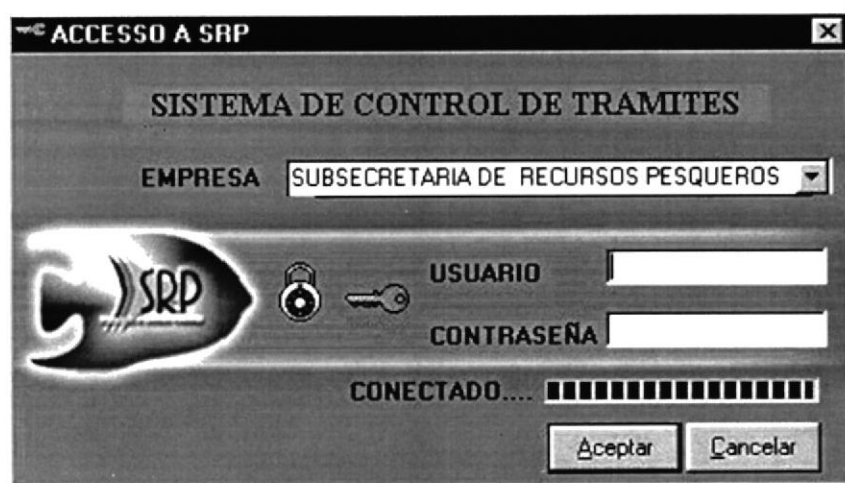 ACCESSO A SRP
SISTEMA DE CONTROL DE TRAMITES
EMPRESA SUBSECRETARIA DE RECURSOS PESQUEROS
SRP
USUARIO
CONTRASEÑA
CONECTADO....
Aceptar Cancelar